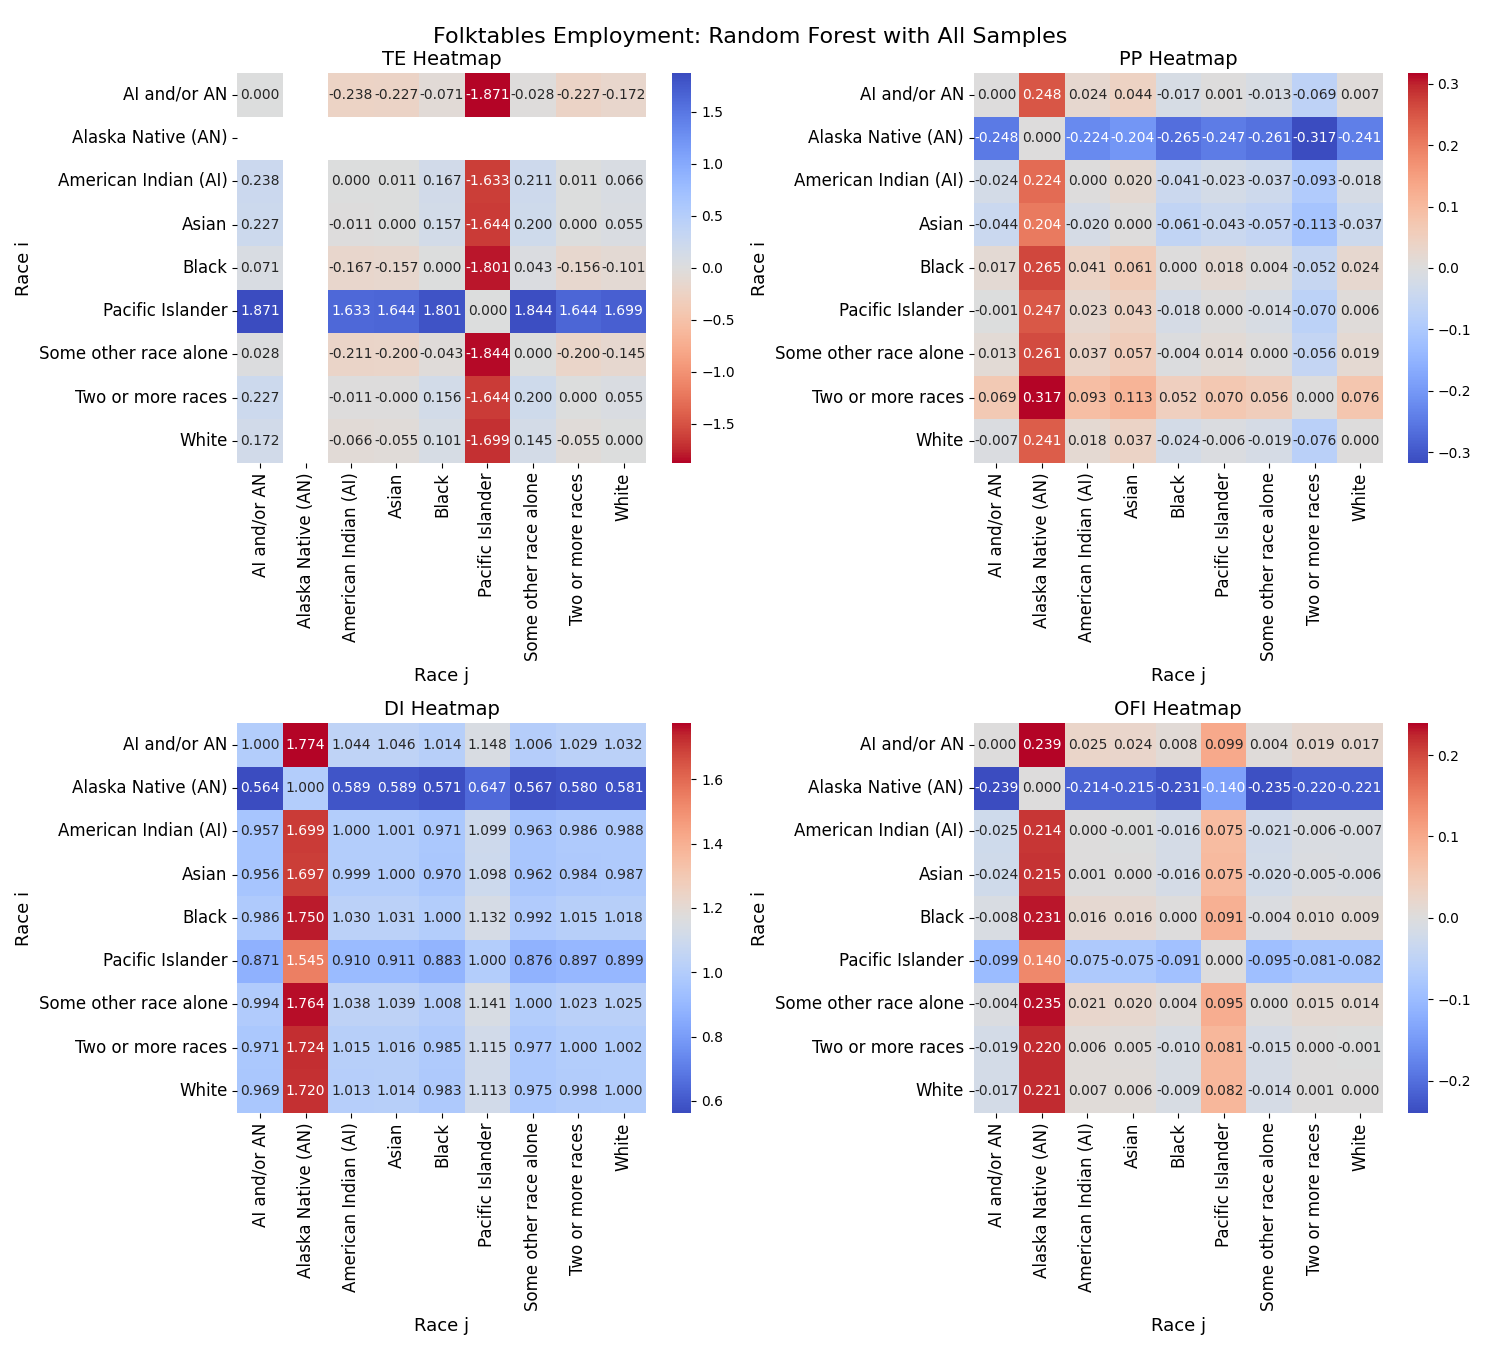 Folktables Employment: Random Forest with All Samples
TE Heatmap
AI and/or AN 0.000 -0.238 -0.227 -0.071 -1.871 -0.028 -0.227 -0.172
Alaska Native (AN)
American Indian (AI) 0.238 0.000 0.011 0.167 -1.633 0.211 0.011 0.066
Asian 0.227 -0.011 0.000 0.157 -1.644 0.200 0.000 0.055
Black 0.071 -0.167 -0.157 0.000 -1.801 0.043 -0.156 -0.101
Pacific Islander 1.871 1.633 1.644 1.801 0.000 1.844 1.644 1.699
Some other race alone 0.028 -0.211 -0.200 -0.043 -1.844 0.000 -0.200 -0.145
Two or more races 0.227 -0.011 -0.000 0.156 -1.644 0.200 0.000 0.055
White 0.172 -0.066 -0.055 0.101 -1.699 0.145 -0.055 0.000
Race i
AI and/or AN
Alaska Native (AN)
American Indian (AI)
Asian
Black
Pacific Islander
Some other race alone
Two or more races
White
Race j
1.5
1.0
0.5
0.0
−0.5
−1.0
−1.5
PP Heatmap
AI and/or AN 0.000 0.248 0.024 0.044 -0.017 0.001 -0.013 -0.069 0.007
Alaska Native (AN) -0.248 0.000 -0.224 -0.204 -0.265 -0.247 -0.261 -0.317 -0.241
American Indian (AI) -0.024 0.224 0.000 0.020 -0.041 -0.023 -0.037 -0.093 -0.018
Asian -0.044 0.204 -0.020 0.000 -0.061 -0.043 -0.057 -0.113 -0.037
Black 0.017 0.265 0.041 0.061 0.000 0.018 0.004 -0.052 0.024
Pacific Islander -0.001 0.247 0.023 0.043 -0.018 0.000 -0.014 -0.070 0.006
Some other race alone 0.013 0.261 0.037 0.057 -0.004 0.014 0.000 -0.056 0.019
Two or more races 0.069 0.317 0.093 0.113 0.052 0.070 0.056 0.000 0.076
White -0.007 0.241 0.018 0.037 -0.024 -0.006 -0.019 -0.076 0.000
Race i
AI and/or AN
Alaska Native (AN)
American Indian (AI)
Asian
Black
Pacific Islander
Some other race alone
Two or more races
White
Race j
0.3
0.2
0.1
0.0
−0.1
−0.2
−0.3
DI Heatmap
AI and/or AN 1.000 1.774 1.044 1.046 1.014 1.148 1.006 1.029 1.032
Alaska Native (AN) 0.564 1.000 0.589 0.589 0.571 0.647 0.567 0.580 0.581
American Indian (AI) 0.957 1.699 1.000 1.001 0.971 1.099 0.963 0.986 0.988
Asian 0.956 1.697 0.999 1.000 0.970 1.098 0.962 0.984 0.987
Black 0.986 1.750 1.030 1.031 1.000 1.132 0.992 1.015 1.018
Pacific Islander 0.871 1.545 0.910 0.911 0.883 1.000 0.876 0.897 0.899
Some other race alone 0.994 1.764 1.038 1.039 1.008 1.141 1.000 1.023 1.025
Two or more races 0.971 1.724 1.015 1.016 0.985 1.115 0.977 1.000 1.002
White 0.969 1.720 1.013 1.014 0.983 1.113 0.975 0.998 1.000
Race i
AI and/or AN
Alaska Native (AN)
American Indian (AI)
Asian
Black
Pacific Islander
Some other race alone
Two or more races
White
Race j
1.6
1.4
1.2
1.0
0.8
0.6
OFI Heatmap
AI and/or AN 0.000 0.239 0.025 0.024 0.008 0.099 0.004 0.019 0.017
Alaska Native (AN) -0.239 0.000 -0.214 -0.215 -0.231 -0.140 -0.235 -0.220 -0.221
American Indian (AI) -0.025 0.214 0.000 -0.001 -0.016 0.075 -0.021 -0.006 -0.007
Asian -0.024 0.215 0.001 0.000 -0.016 0.075 -0.020 -0.005 -0.006
Black -0.008 0.231 0.016 0.016 0.000 0.091 -0.004 0.010 0.009
Pacific Islander -0.099 0.140 -0.075 -0.075 -0.091 0.000 -0.095 -0.081 -0.082
Some other race alone -0.004 0.235 0.021 0.020 0.004 0.095 0.000 0.015 0.014
Two or more races -0.019 0.220 0.006 0.005 -0.010 0.081 -0.015 0.000 -0.001
White -0.017 0.221 0.007 0.006 -0.009 0.082 -0.014 0.001 0.000
Race i
AI and/or AN
Alaska Native (AN)
American Indian (AI)
Asian
Black
Pacific Islander
Some other race alone
Two or more races
White
Race j
0.2
0.1
0.0
−0.1
−0.2